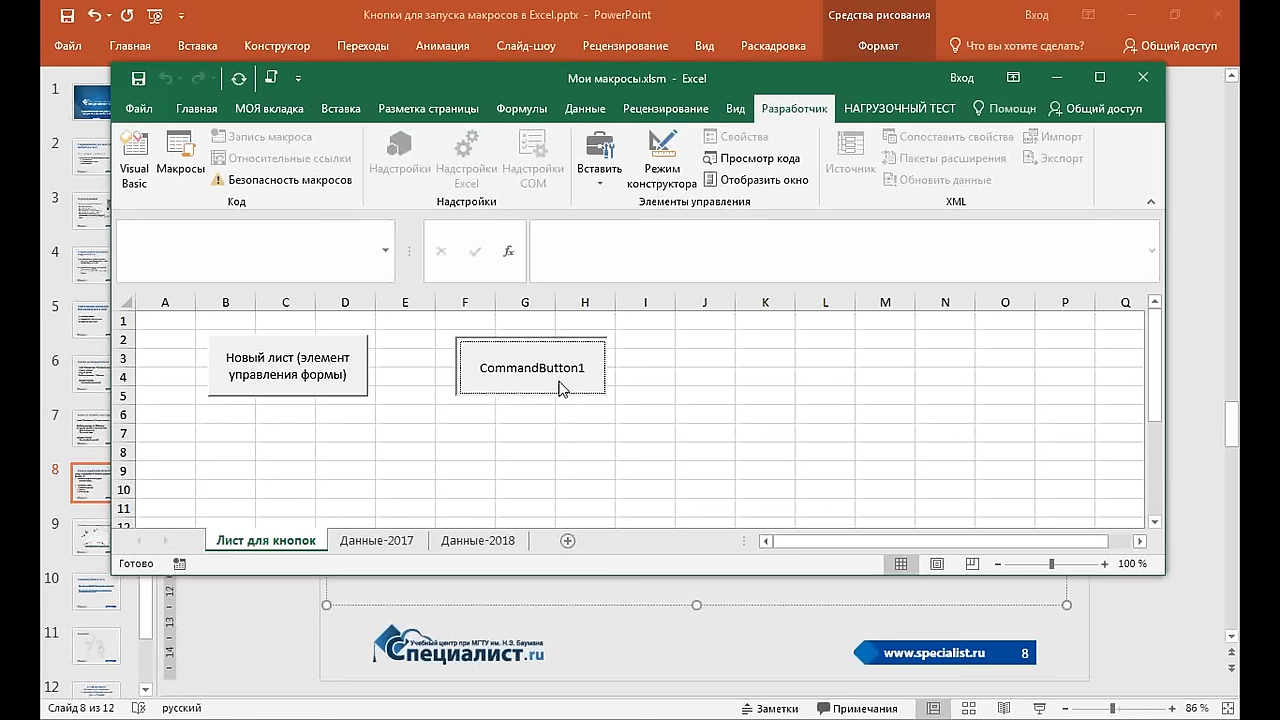 Кнопки для запуска макросов в Excel.pptx - PowerPoint
Средства рисования
Вход
Файл Главная Вставка Конструктор Переходы Анимация Слайд-шоу Рецензирование Вид Раскадровка Формат Что вы хотите сделать? Общий доступ
Мои макросы.xlsm - Excel
Вход
Файл Главная МОЯ вкладка Вставка Разметка страницы Формулы Данные Рецензирование Вид Разработчик НАГРУЗОЧНЫЙ ТЕСТ Помощн Общий доступ
Visual Basic
Макросы
Запись макроса
Относительные ссылки
Безопасность макросов
Код
Надстройки
Надстройки Excel
Надстройки COM
Надстройки
Вставить
Режим конструктора
Свойства
Просмотр кода
Отобразить окно
Элементы управления
Источник
Сопоставить свойства
Пакеты расширения
Обновить данные
Импорт
Экспорт
XML
fx
A B C D E F G H I J K L M N O P Q
1
2
3
4
5
6
7
8
9
10
11
12
Новый лист (элемент
управления формы)
CommandButton1
Лист для кнопок Данные-2017 Данные-2018
Готово
100 %
1
2
3
4
5
6
7
8
9
10
11
12
12
13
14
Учебный центр при МГТУ им. Н.Э. Баумана
Специалист.ru
www.specialist.ru 8
Слайд 8 из 12 русский Заметки Примечания 86 %